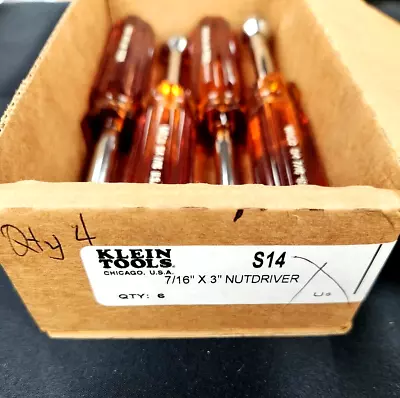 Qty 4
KLEIN
TOOLS®
CHICAGO, U.S.A.
S14
7/16" X 3" NUTDRIVER
QTY: 6